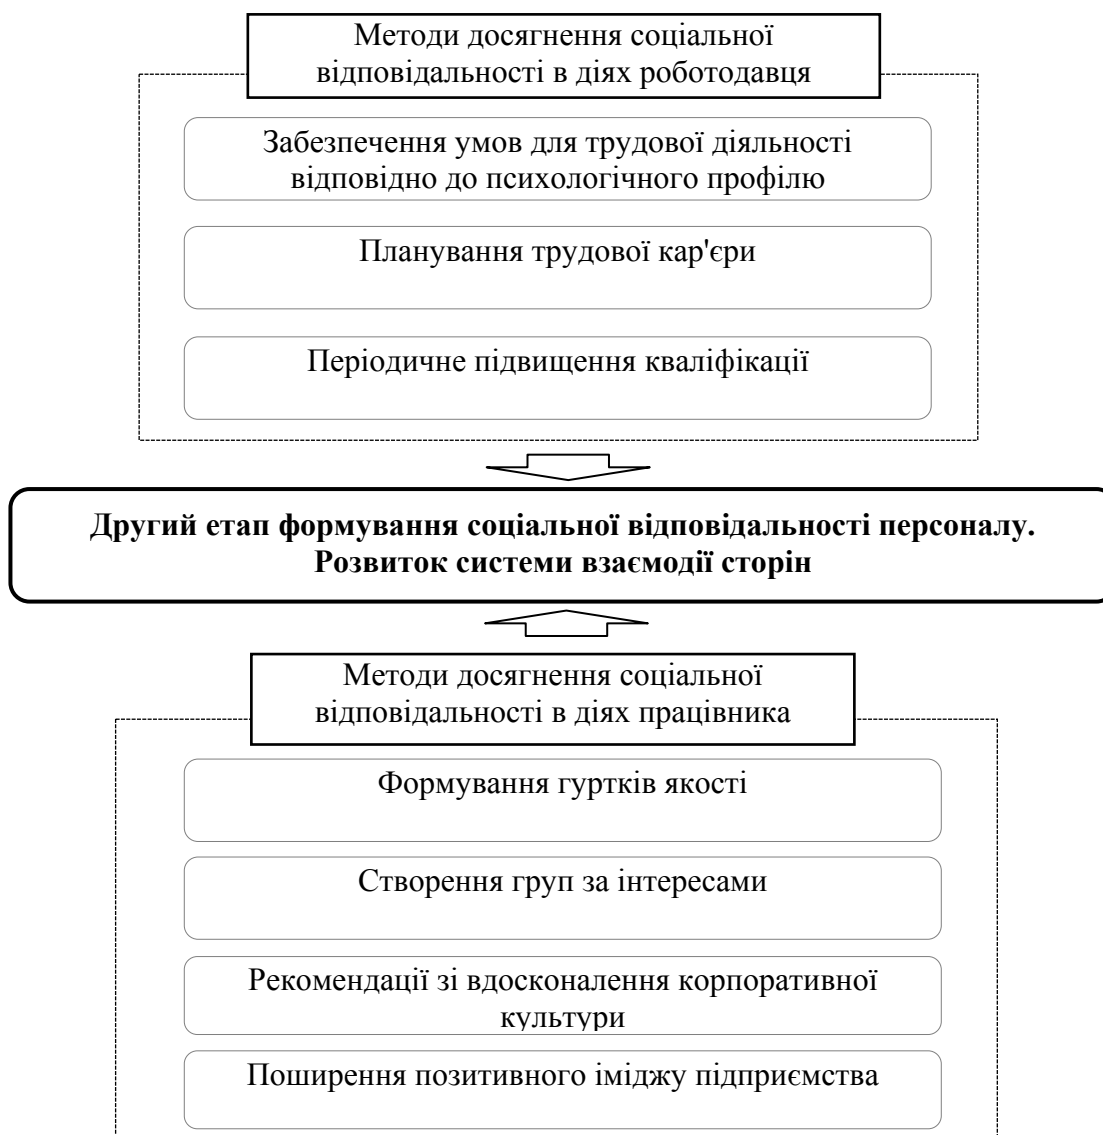 Методи досягнення соціальної
відповідальності в діях роботодавця
Забезпечення умов для трудової діяльності
відповідно до психологічного профілю
Планування трудової кар'єри
Періодичне підвищення кваліфікації
Другий етап формування соціальної відповідальності персоналу.
Розвиток системи взаємодії сторін
Методи досягнення соціальної
відповідальності в діях працівника
Формування гуртків якості
Створення груп за інтересами
Рекомендації зі вдосконалення корпоративної
культури
Поширення позитивного іміджу підприємства